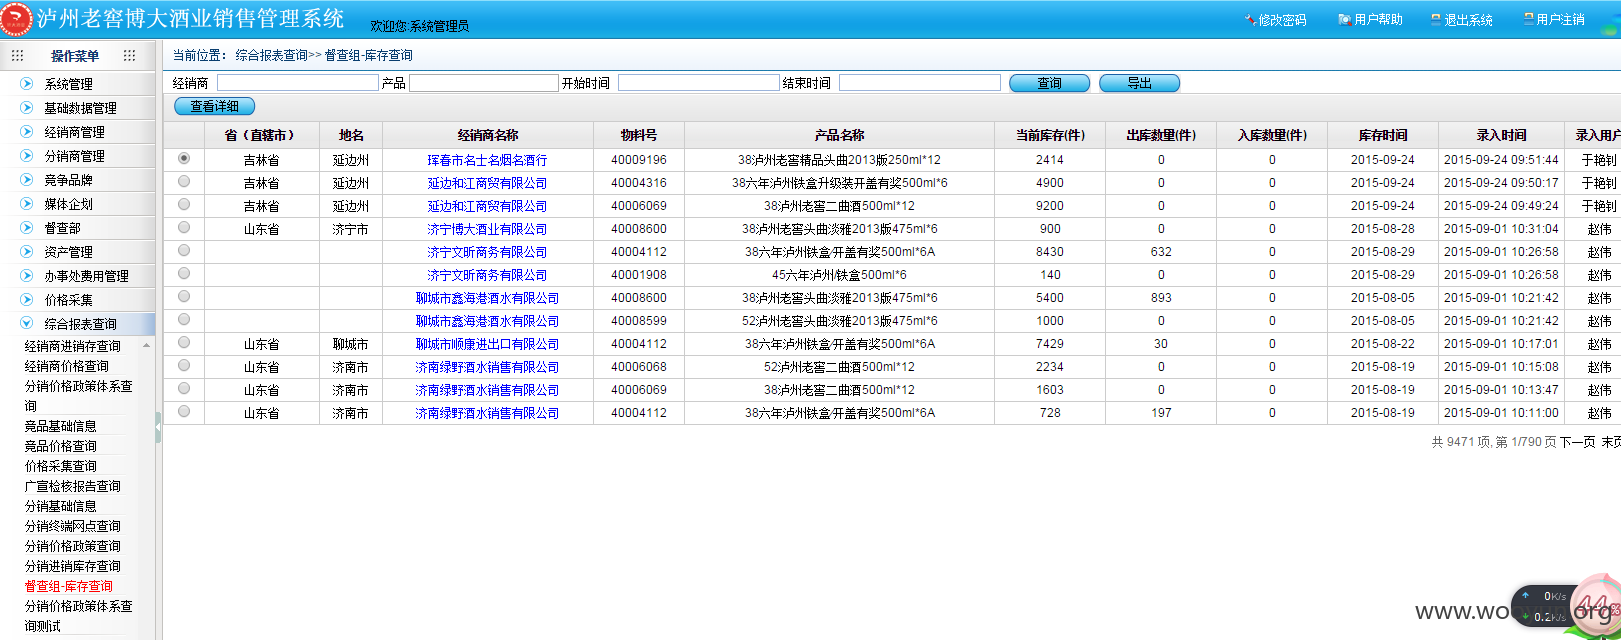 泸州老窖博大酒业销售管理系统
欢迎您:系统管理员
修改密码 用户帮助 退出系统 用户注销
操作菜单
系统管理
基础数据管理
经销商管理
分销商管理
竞争品牌
媒体企划
督查部
资产管理
办事处费用管理
价格采集
综合报表查询
经销商进销存查询
经销商价格查询
分销价格政策体系查
询
竟品基础信息
竟品价格查询
价格采集查询
广宣检核报告查询
分销基础信息
分销终端网点查询
分销价格政策查询
分销进销库存查询
督查组-库存查询
分销价格政策体系查
询测试
当前位置: 综合报表查询>> 督查组-库存查询
经销商 产品 开始时间 结束时间 查询 导出
查看详细
省（直辖市） 地名 经销商名称 物料号 产品名称 当前库存(件) 出库数量(件) 入库数量(件) 库存时间 录入时间 录入用户
吉林省 延边州 珲春市名士名烟名酒行 40009196 38泸州老窖精品头曲2013版250ml*12 2414 0 0 2015-09-24 2015-09-24 09:51:44 于艳钊
吉林省 延边州 延边和江商贸有限公司 40004316 38六年泸州铁盒升级装开盖有奖500ml*6 4900 0 0 2015-09-24 2015-09-24 09:50:17 于艳钊
吉林省 延边州 延边和江商贸有限公司 40006069 38泸州老窖二曲酒500ml*12 9200 0 0 2015-09-24 2015-09-24 09:49:24 于艳钊
山东省 济宁市 济宁博大酒业有限公司 40008600 38泸州老窖头曲淡雅2013版475ml*6 900 0 0 2015-08-28 2015-09-01 10:31:04 赵伟
济宁文昕商务有限公司 40004112 38六年泸州铁盒/开盖有奖500ml*6A 8430 632 0 2015-08-29 2015-09-01 10:26:58 赵伟
济宁文昕商务有限公司 40001908 45六年泸州/铁盒500ml*6 140 0 0 2015-08-29 2015-09-01 10:26:58 赵伟
聊城市鑫海港酒水有限公司 40008600 38泸州老窖头曲淡雅2013版475ml*6 5400 893 0 2015-08-05 2015-09-01 10:21:42 赵伟
聊城市鑫海港酒水有限公司 40008599 52泸州老窖头曲淡雅2013版475ml*6 1000 0 0 2015-08-05 2015-09-01 10:21:42 赵伟
山东省 聊城市 聊城市顺康进出口有限公司 40004112 38六年泸州铁盒/开盖有奖500ml*6A 7429 30 0 2015-08-22 2015-09-01 10:17:01 赵伟
山东省 济南市 济南绿野酒水销售有限公司 40006068 52泸州老窖二曲酒500ml*12 2234 0 0 2015-08-19 2015-09-01 10:15:08 赵伟
山东省 济南市 济南绿野酒水销售有限公司 40006069 38泸州老窖二曲酒500ml*12 1603 0 0 2015-08-19 2015-09-01 10:13:47 赵伟
山东省 济南市 济南绿野酒水销售有限公司 40004112 38六年泸州铁盒/开盖有奖500ml*6A 728 197 0 2015-08-19 2015-09-01 10:11:00 赵伟
共 9471 项, 第 1/790 页 下一页 末页
0K/s
0.2K/s
44%
www.wooyun.org